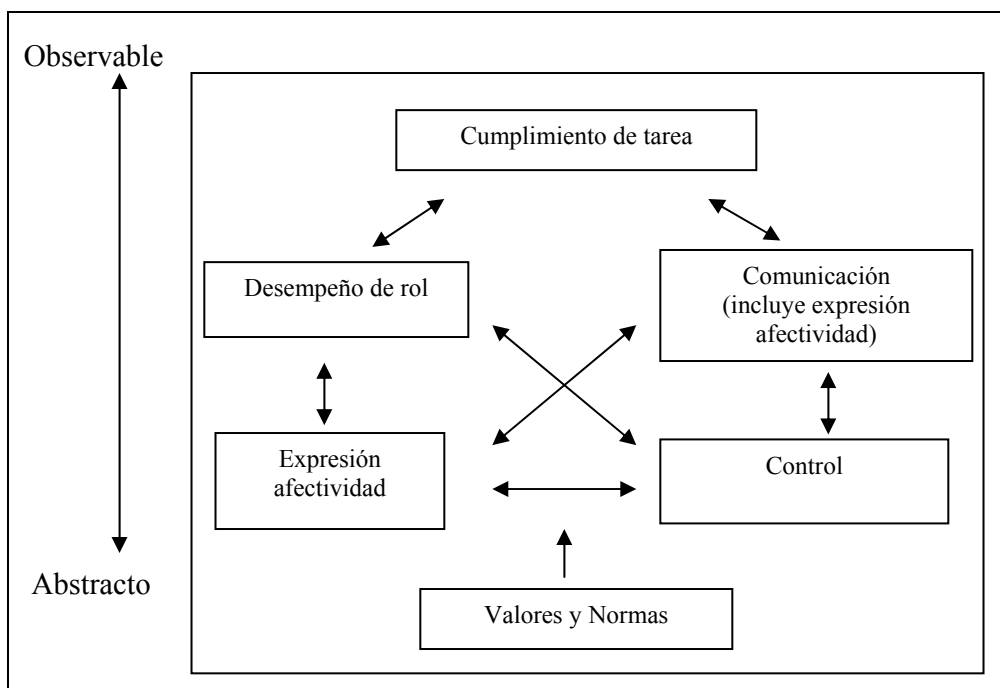 Observable
Cumplimiento de tarea
Desempeño de rol
Comunicación
(incluye expresión
afectividad)
Expresión
afectividad
Control
Abstracto
Valores y Normas